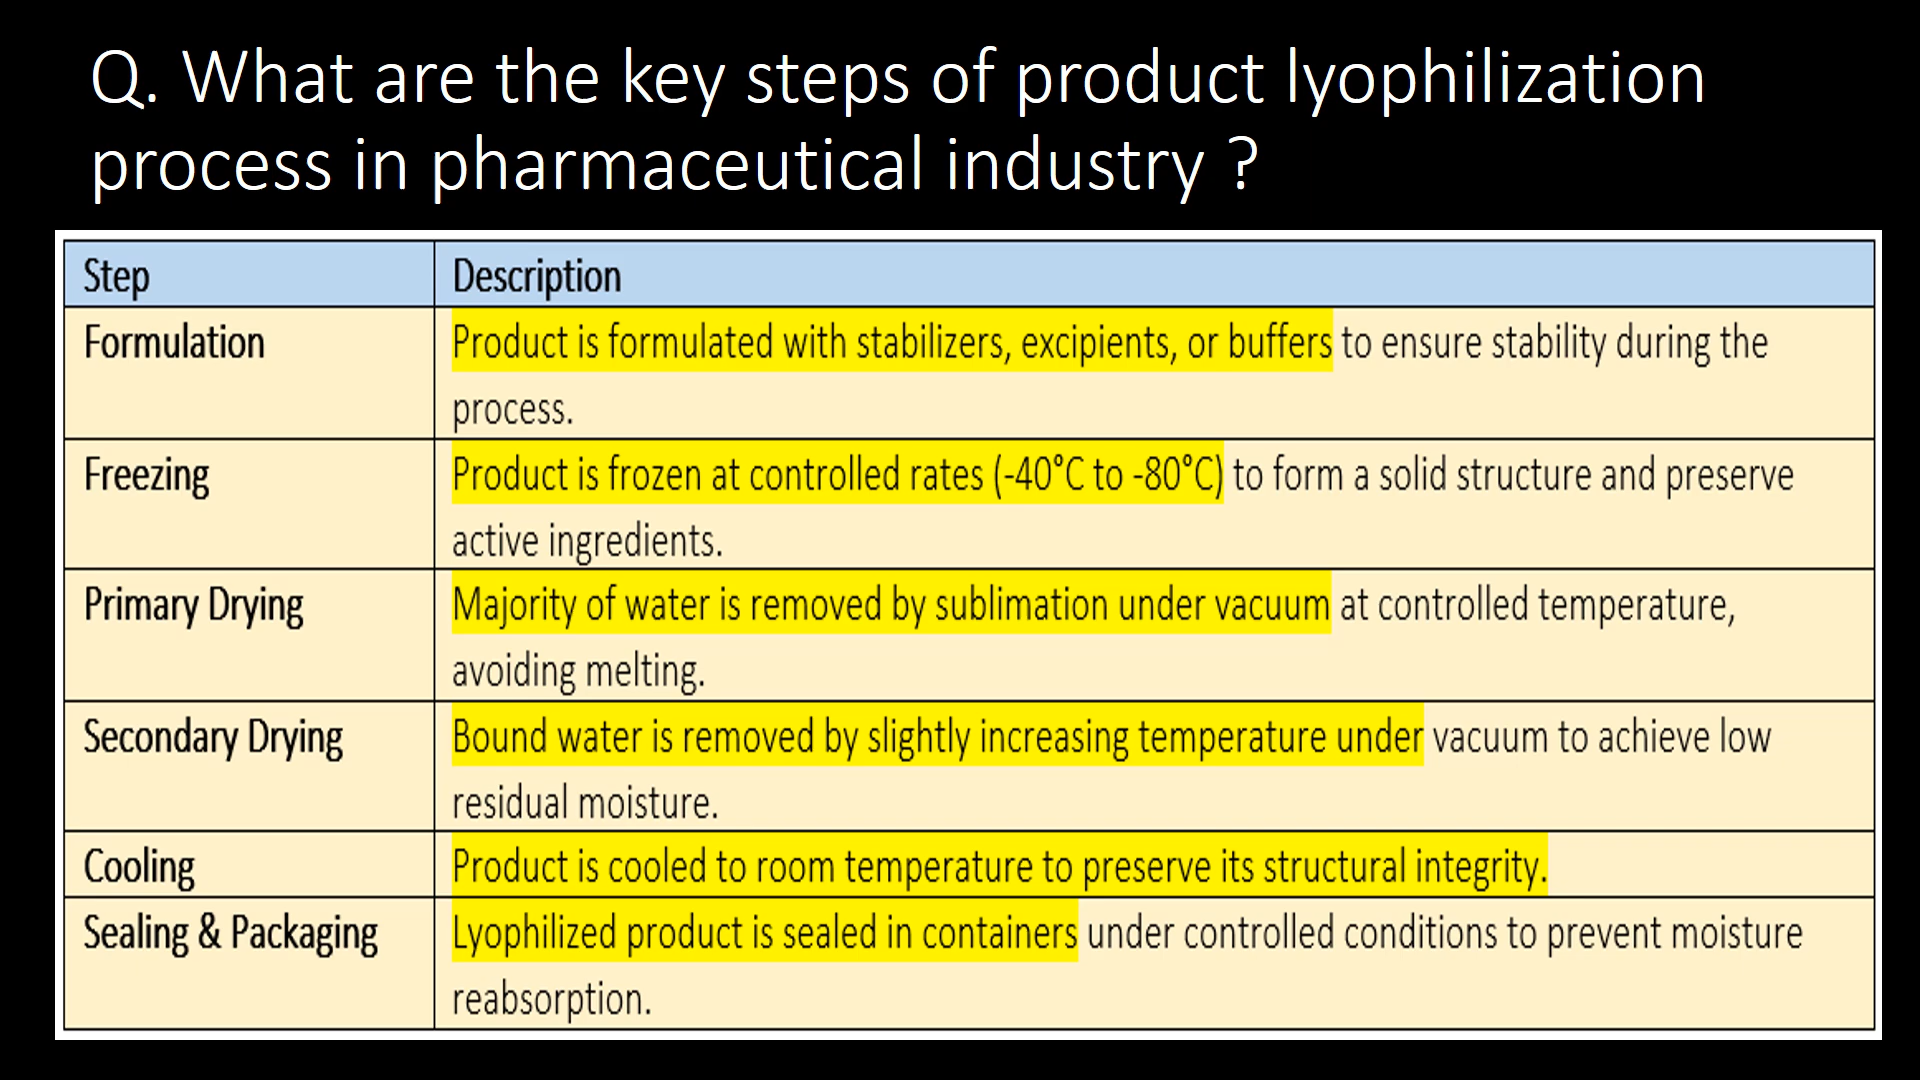 Q. What are the key steps of product lyophilization
process in pharmaceutical industry ?
Step Description
Formulation Product is formulated with stabilizers, excipients, or buffers to ensure stability during the
process.
Freezing Product is frozen at controlled rates (-40°C to -80°C) to form a solid structure and preserve
active ingredients.
Primary Drying Majority of water is removed by sublimation under vacuum at controlled temperature,
avoiding melting.
Secondary Drying Bound water is removed by slightly increasing temperature under vacuum to achieve low
residual moisture.
Cooling Product is cooled to room temperature to preserve its structural integrity.
Sealing & Packaging Lyophilized product is sealed in containers under controlled conditions to prevent moisture
reabsorption.